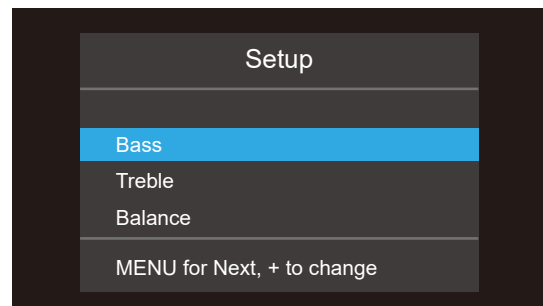 Setup
Bass
Treble
Balance
MENU for Next, + to change